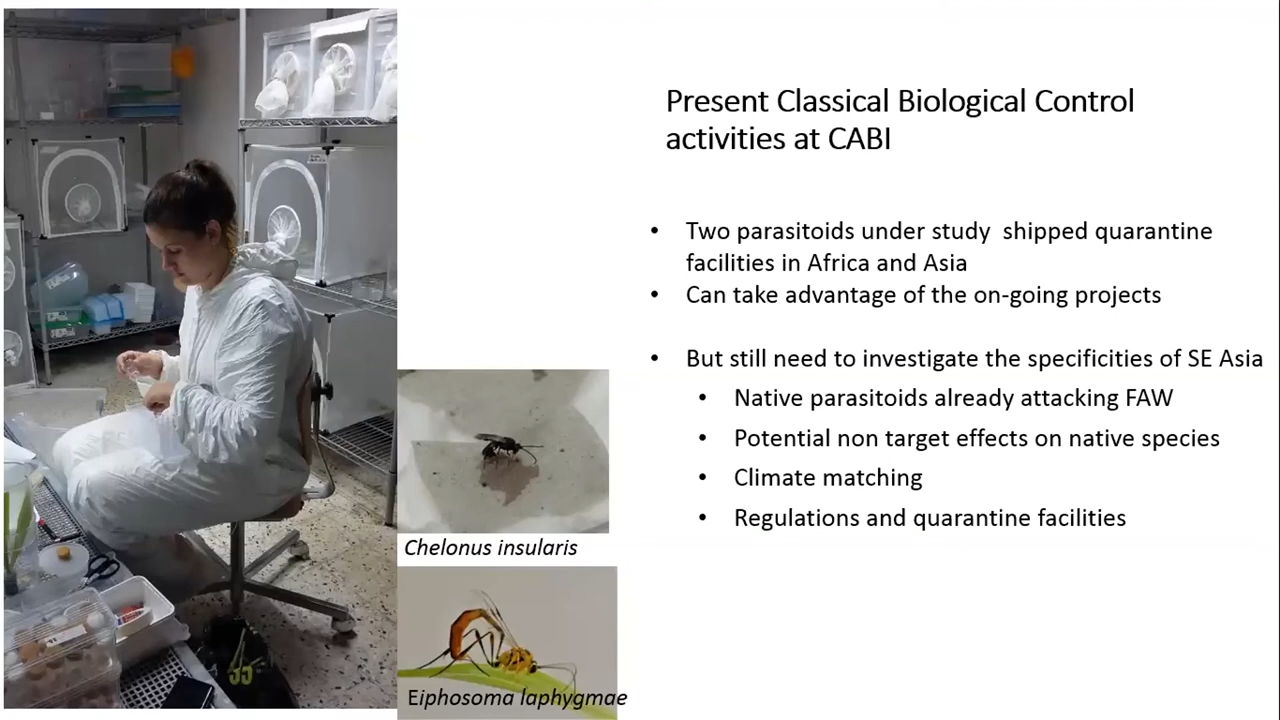 Present Classical Biological Control
activities at CABI
• Two parasitoids under study  shipped quarantine
facilities in Africa and Asia
• Can take advantage of the on-going projects
• But still need to investigate the specificities of SE Asia
• Native parasitoids already attacking FAW
• Potential non target effects on native species
• Climate matching
• Regulations and quarantine facilities
Chelonus insularis
Eiphosoma laphygmae